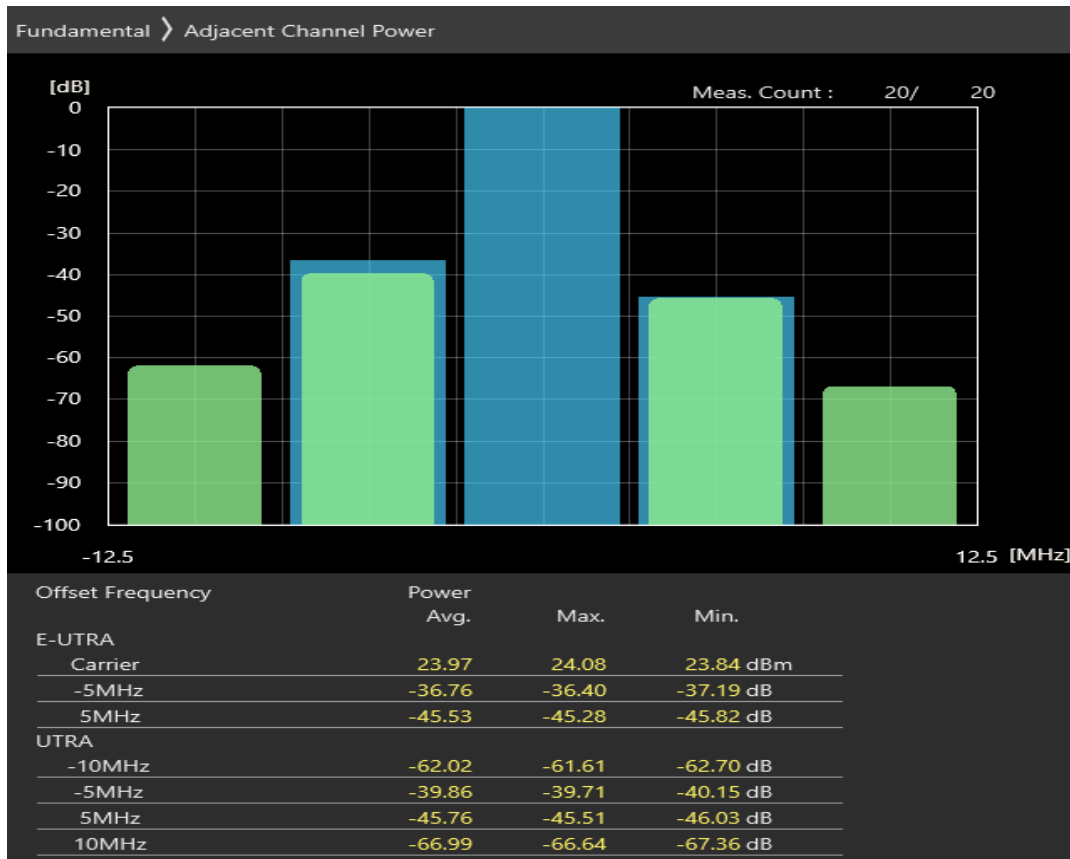 Fundamental ❯ Adjacent Channel Power
[dB]
Meas. Count : 20/ 20
0
-10
-20
-30
-40
-50
-60
-70
-80
-90
-100
-12.5 12.5 [MHz]
Offset Frequency Power
Avg. Max. Min.
E-UTRA
Carrier 23.97 24.08 23.84 dBm
-5MHz -36.76 -36.40 -37.19 dB
5MHz -45.53 -45.28 -45.82 dB
UTRA
-10MHz -62.02 -61.61 -62.70 dB
-5MHz -39.86 -39.71 -40.15 dB
5MHz -45.76 -45.51 -46.03 dB
10MHz -66.99 -66.64 -67.36 dB